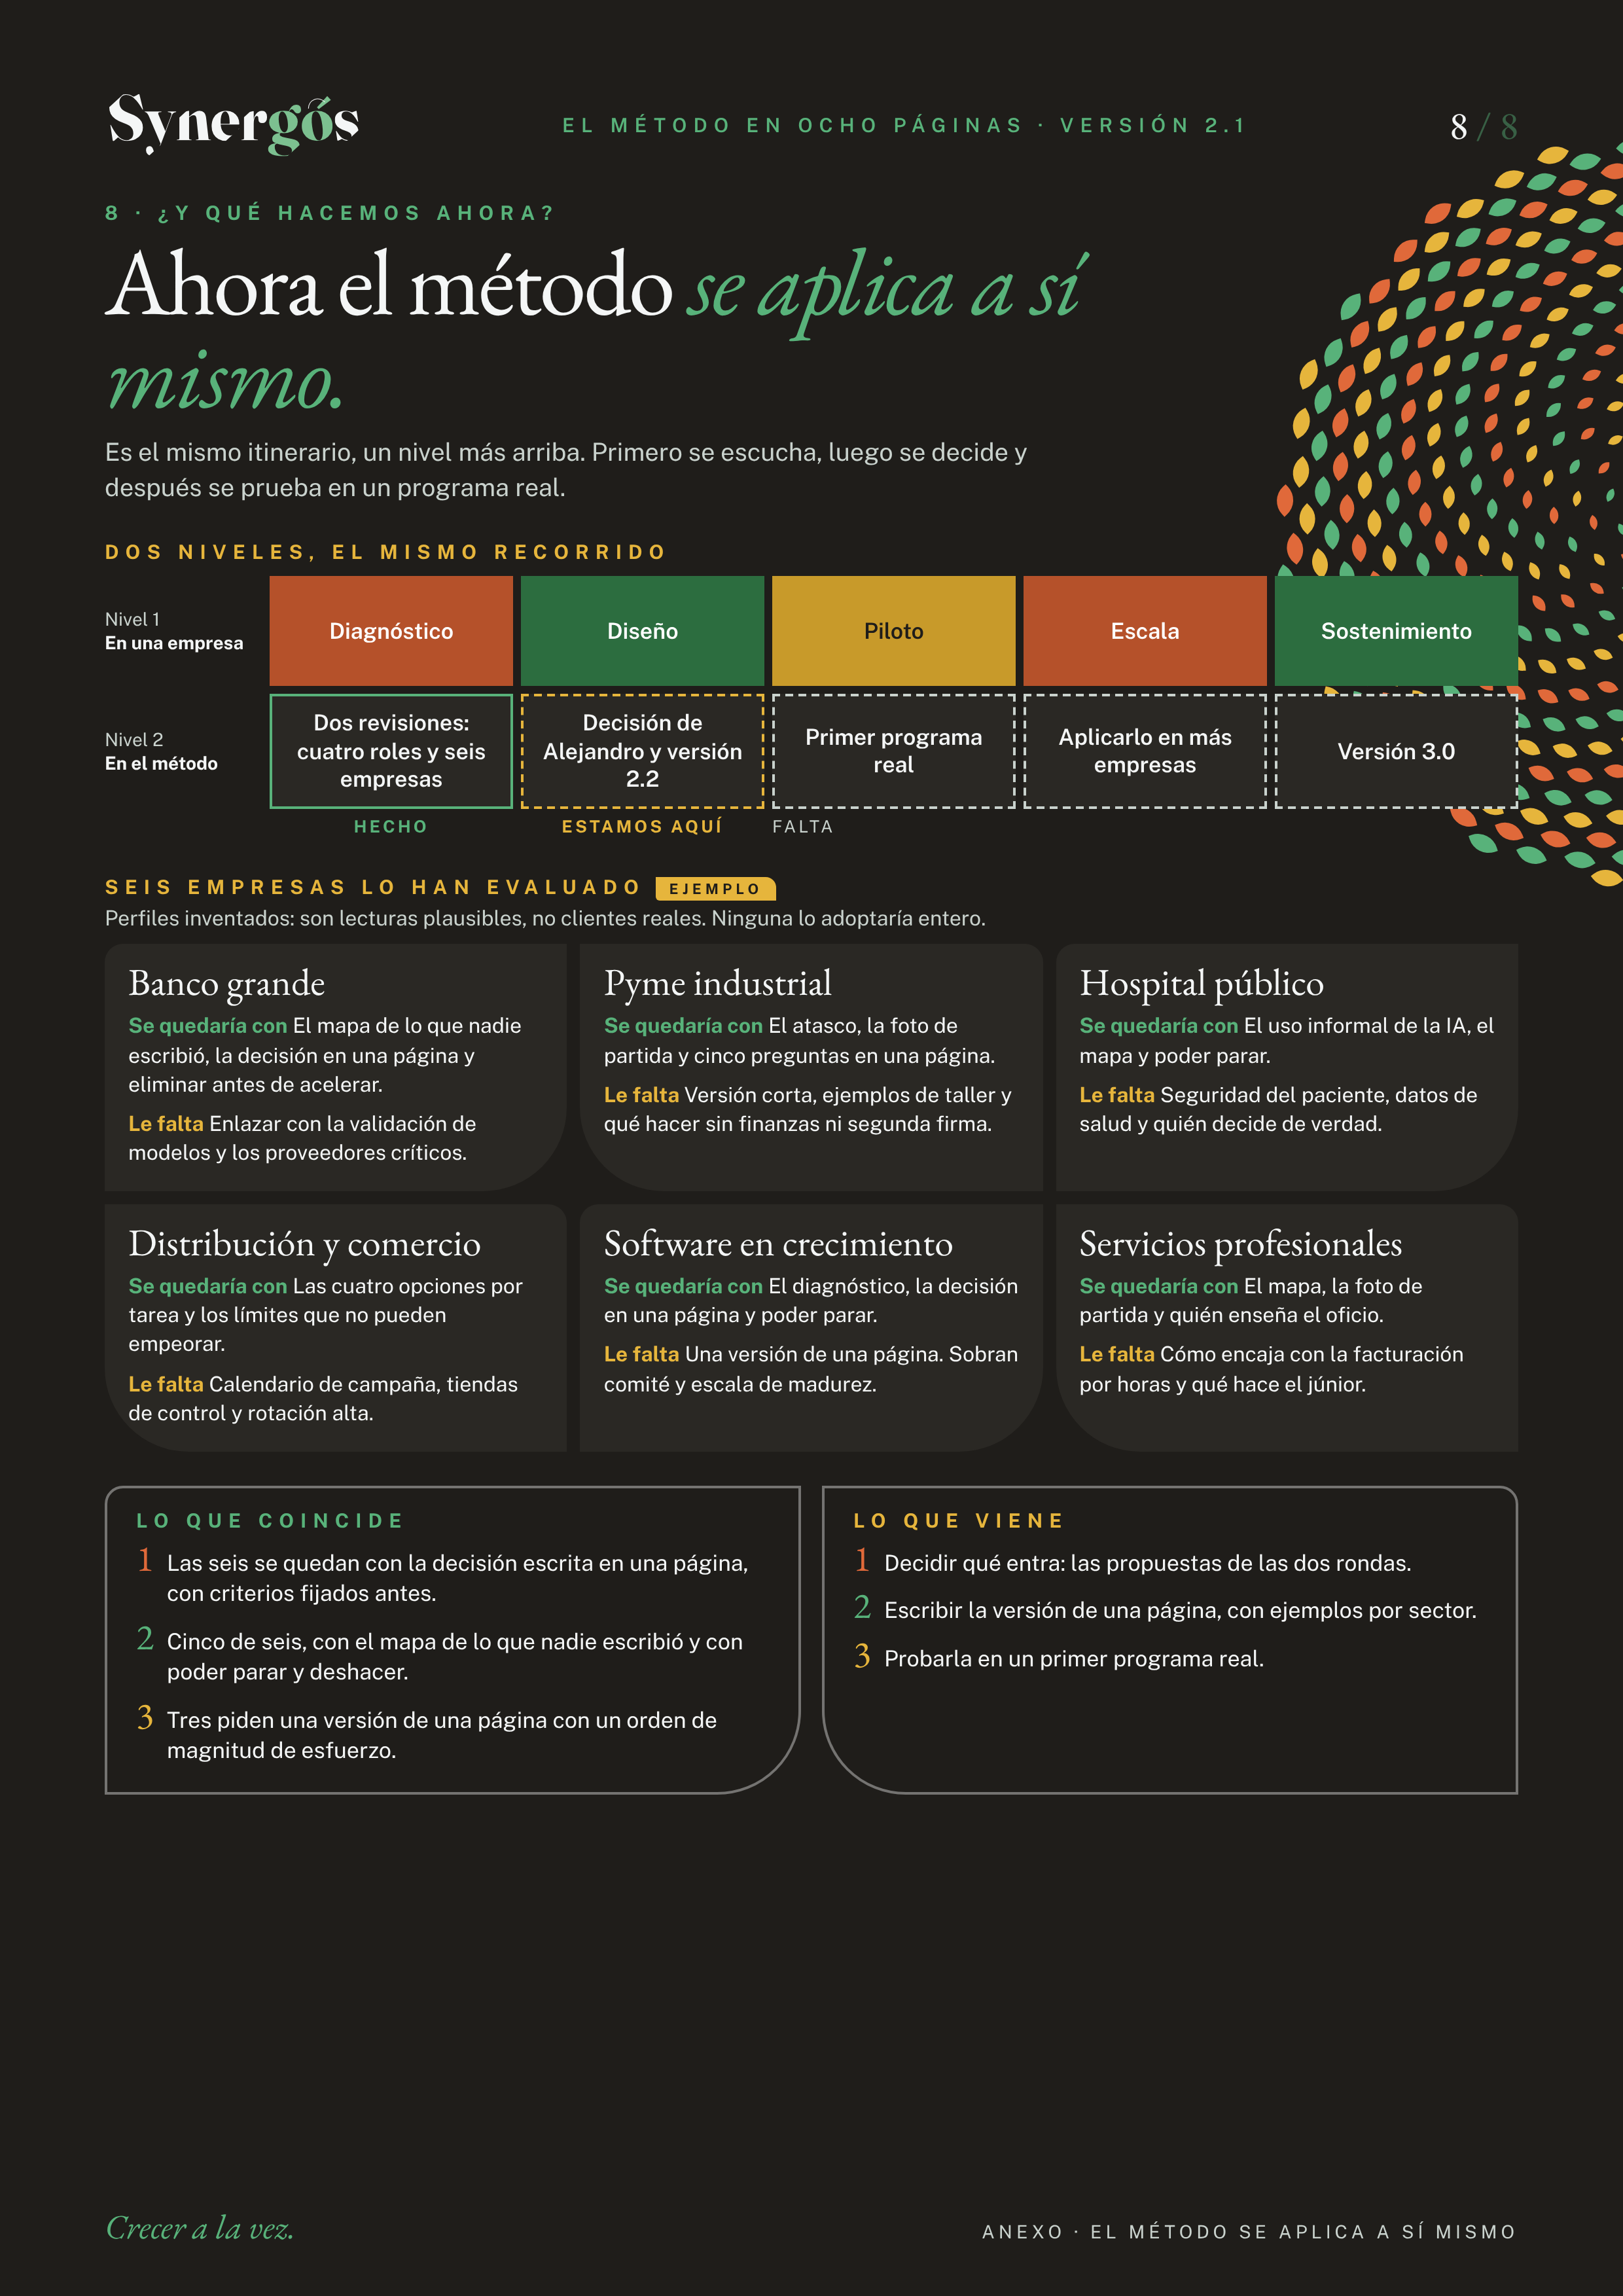 Synergós
EL MÉTODO EN OCHO PÁGINAS · VERSIÓN 2.1
8 / 8
8 · ¿Y QUÉ HACEMOS AHORA?
Ahora el método se aplica a sí
mismo.
Es el mismo itinerario, un nivel más arriba. Primero se escucha, luego se decide y
después se prueba en un programa real.
DOS NIVELES, EL MISMO RECORRIDO
Nivel 1
En una empresa
Diagnóstico
Diseño
Piloto
Escala
Sostenimiento
Nivel 2
En el método
Dos revisiones:
cuatro roles y seis
empresas
Decisión de
Alejandro y versión
2.2
Primer programa
real
Aplicarlo en más
empresas
Versión 3.0
HECHO
ESTAMOS AQUÍ
FALTA
SEIS EMPRESAS LO HAN EVALUADO
EJEMPLO
Perfiles inventados: son lecturas plausibles, no clientes reales. Ninguna lo adoptaría entero.
Banco grande
Se quedaría con El mapa de lo que nadie
escribió, la decisión en una página y
eliminar antes de acelerar.
Le falta Enlazar con la validación de
modelos y los proveedores críticos.
Pyme industrial
Se quedaría con El atasco, la foto de
partida y cinco preguntas en una página.
Le falta Versión corta, ejemplos de taller y
qué hacer sin finanzas ni segunda firma.
Hospital público
Se quedaría con El uso informal de la IA, el
mapa y poder parar.
Le falta Seguridad del paciente, datos de
salud y quién decide de verdad.
Distribución y comercio
Se quedaría con Las cuatro opciones por
tarea y los límites que no pueden
empeorar.
Le falta Calendario de campaña, tiendas
de control y rotación alta.
Software en crecimiento
Se quedaría con El diagnóstico, la decisión
en una página y poder parar.
Le falta Una versión de una página. Sobran
comité y escala de madurez.
Servicios profesionales
Se quedaría con El mapa, la foto de
partida y quién enseña el oficio.
Le falta Cómo encaja con la facturación
por horas y qué hace el júnior.
LO QUE COINCIDE
1 Las seis se quedan con la decisión escrita en una página,
con criterios fijados antes.
2 Cinco de seis, con el mapa de lo que nadie escribió y con
poder parar y deshacer.
3 Tres piden una versión de una página con un orden de
magnitud de esfuerzo.
LO QUE VIENE
1 Decidir qué entra: las propuestas de las dos rondas.
2 Escribir la versión de una página, con ejemplos por sector.
3 Probarla en un primer programa real.
Crecer a la vez.
ANEXO · EL MÉTODO SE APLICA A SÍ MISMO